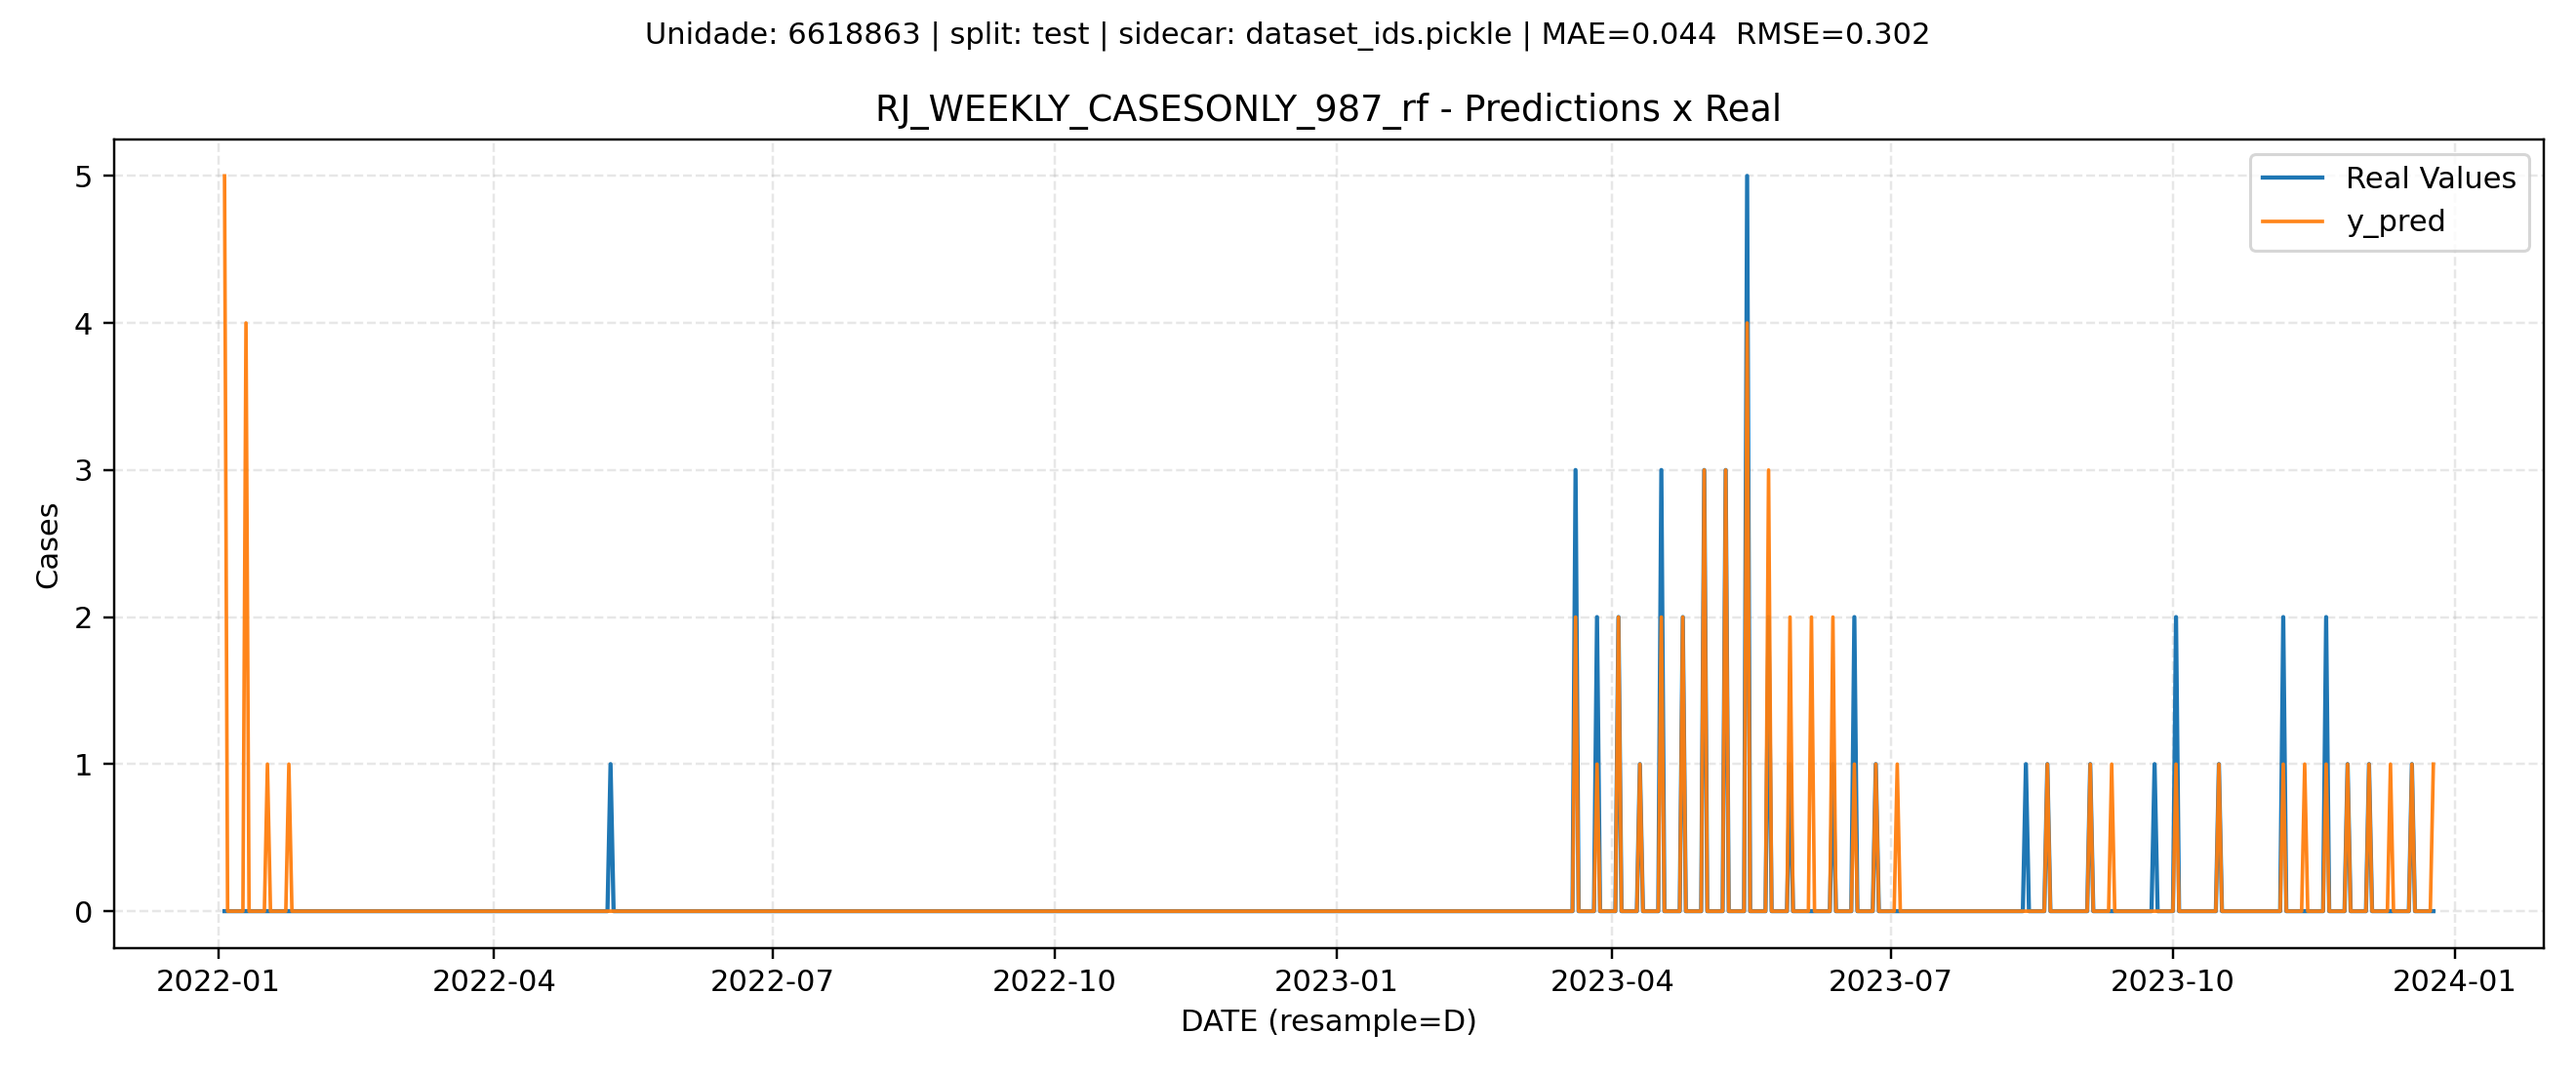 Unidade: 6618863 | split: test | sidecar: dataset_ids.pickle | MAE=0.044  RMSE=0.302
RJ_WEEKLY_CASESONLY_987_rf - Predictions x Real
Real Values
y_pred
5
4
3
2
1
0
Cases
2022-01 2022-04 2022-07 2022-10 2023-01 2023-04 2023-07 2023-10 2024-01
DATE (resample=D)